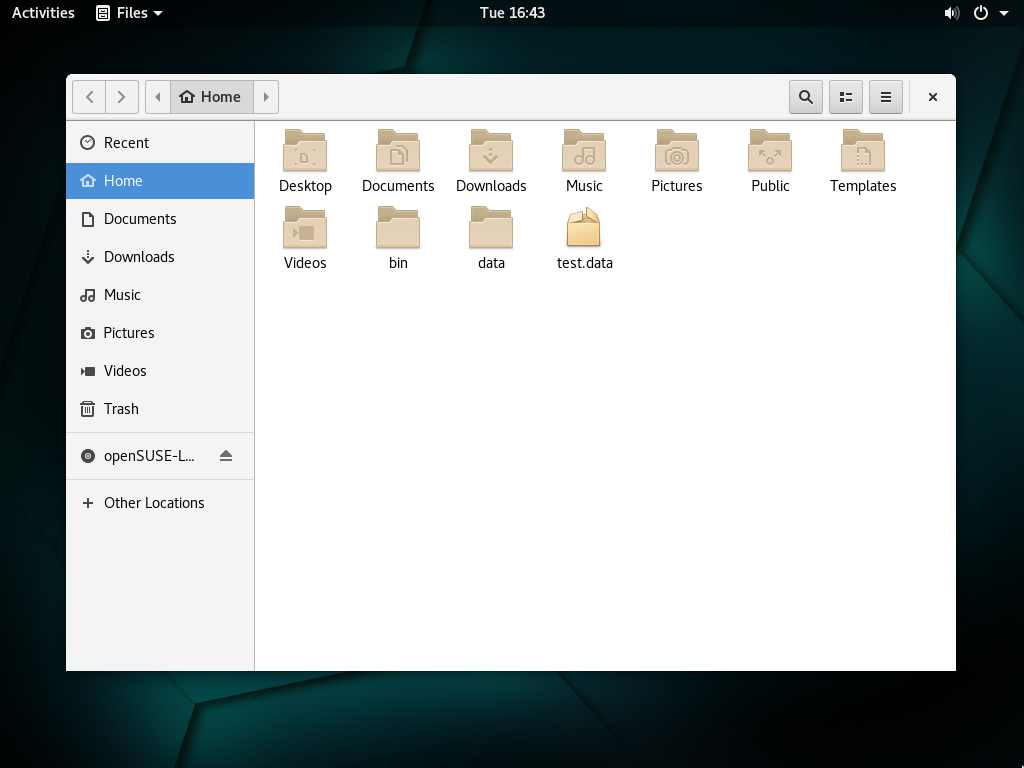 Activities Files Tue 16:43
Home
Recent
Home
Documents
Downloads
Music
Pictures
Videos
Trash
openSUSE-L...
Other Locations
Desktop Documents Downloads Music Pictures Public Templates
Videos bin data test.data